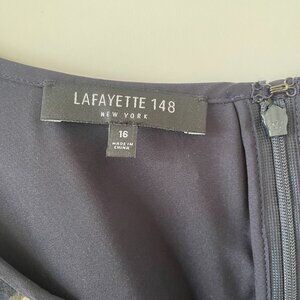 LAFAYETTE 148
NEW YORK
16
MADE IN
CHINA